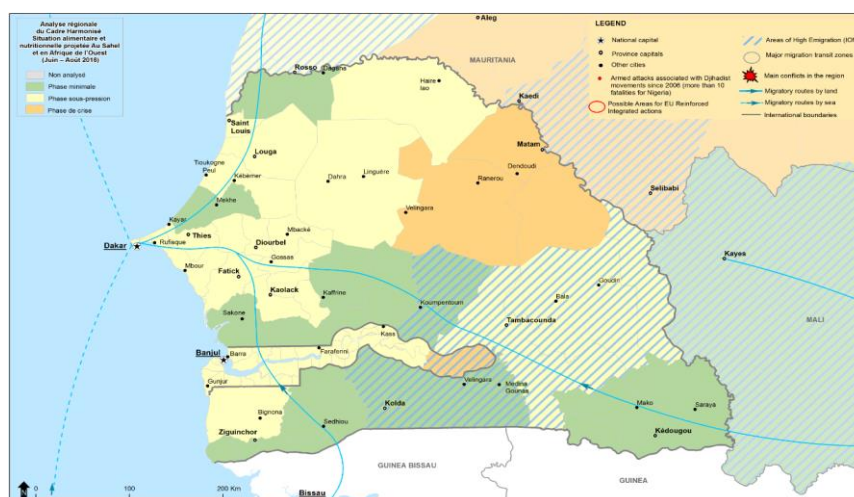 Analyse régionale
du Cadre Harmonisé
Situation alimentaire et
nutritionnelle projetée Au Sahel
et en Afrique de l'Ouest
(Juin – Août 2018)
Non analysé
Phase minimale
Phase sous-pression
Phase de crise
LEGEND
National capital
Province capitals
Other cities
Armed attacks associated with Djihadist
movements since 2006 (more than 10
fatalities for Nigeria)
Possible Areas for EU Reinforced
Integrated actions
Areas of High Emigration (IOM
Major migration transit zones
Main conflicts in the region
Migratory routes by land
Migratory routes by sea
International boundaries
Aleg
MAURITANIA
Rosso
Haire
lao
Kaedi
Saint
Louis
Louga
Matam
Tioukogne
Peul
Kébémer
Dahra
Linguère
Ranerou
Dendoudi
Selibabi
Mekhe
Velingara
Kayar
Thies
Mbacké
Dakar
Rufisque
Diourbel
Gossas
Kayes
Mbour
Fatick
Kaolack
Kaffrine
Koumpentoum
Bala
Goudiri
Sokone
Tambacounda
MALI
Banjul
Barra
Farafenni
Kass
Gunjur
Velingara
Medina
Gounas
Kolda
Mako
Saraya
Bignona
Sedhiou
Ziguinchor
Kédougou
GUINEA BISSAU
GUINEA
Bissau
N
0
100
200 Km